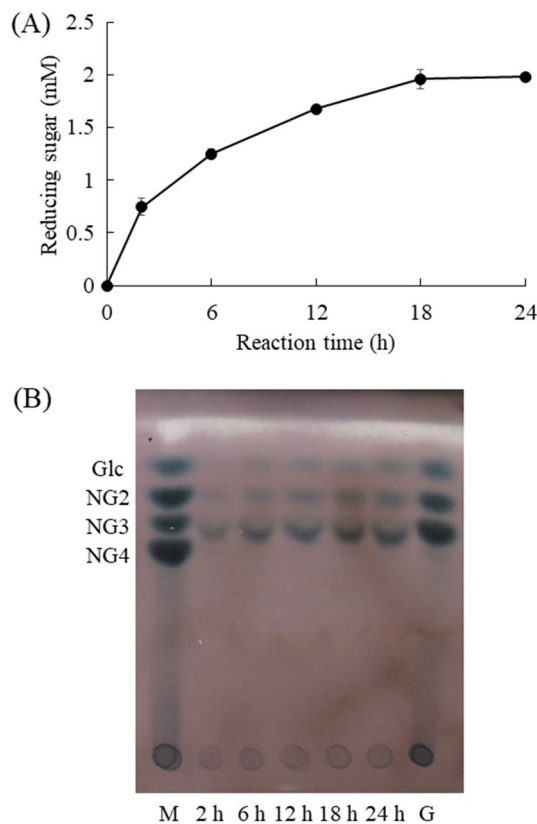 (A)
Reducing sugar (mM)
2.5
2
1.5
1
0.5
0
0 6 12 18 24
Reaction time (h)
(B)
Glc
NG2
NG3
NG4
M 2 h 6 h 12 h 18 h 24 h G